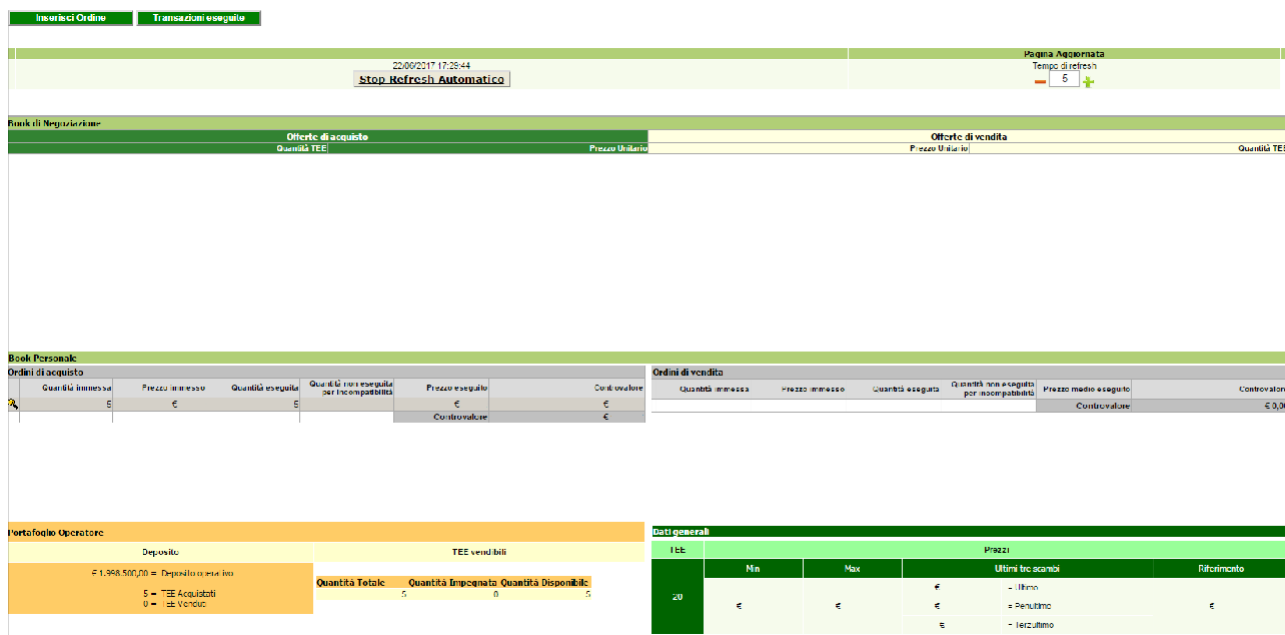 Inserisci Ordine Transazioni eseguite
Pagina Aggiornata
22/06/2017 17:29:44 Tempo di refresh
Stop Refresh Automatico 5
Book di Negoziazione
Offerte di acquisto Offerte di vendita
Quantità TEE Prezzo Unitario Prezzo Unitario Quantità TEE
Book Personale
Ordini di acquisto Ordini di vendita
Quantità immessa Prezzo immesso Quantità eseguita Quantità non eseguita per incompatibilità Prezzo eseguito Controvalore Quantità immessa Prezzo immesso Quantità eseguita Quantità non eseguita per incompatibilità Prezzo medio eseguito Controvalore
5 € 5 € € Controvalore € 0,00
Controvalore €
Portafoglio Operatore Dati generali
Deposito TEE vendibili TEE Prezzi
€ 1.998.500,00 = Deposito operativo Min Max Ultimi tre scambi Riferimento
Quantità Totale Quantità Impegnata Quantità Disponibile
5 = TEE Acquistati 5 0 5
0 = TEE Venduti
20 € € € €
€ = Ultimo
= Penultimo
€ = Terzultimo